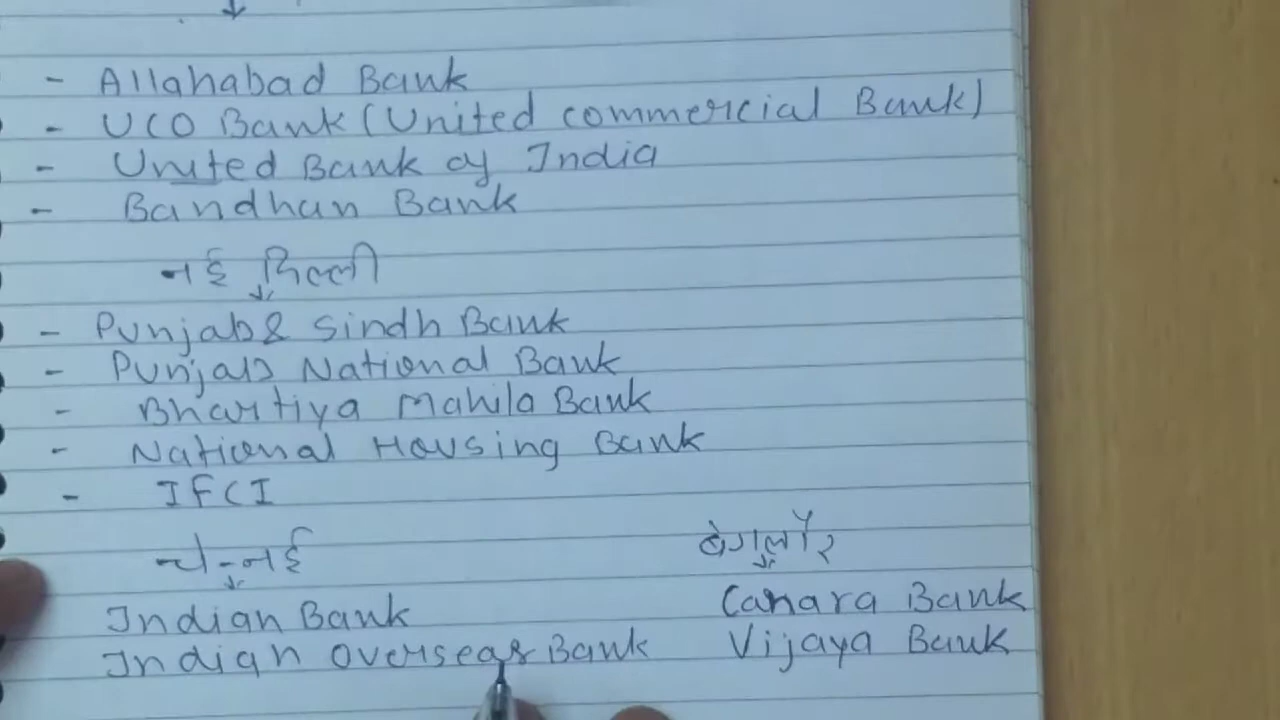 - Allahabad Bank
- UCO Bank (United commercial Bank)
- United Bank of India
- Bandhan Bank
नई दिल्ली
- Punjab & Sindh Bank
- Punjab National Bank
- Bhartiya Mahila Bank
- National Housing Bank
- IFCI
चेन्नई
Indian Bank
Indian Overseas Bank
बेंगलौर
Canara Bank
Vijaya Bank